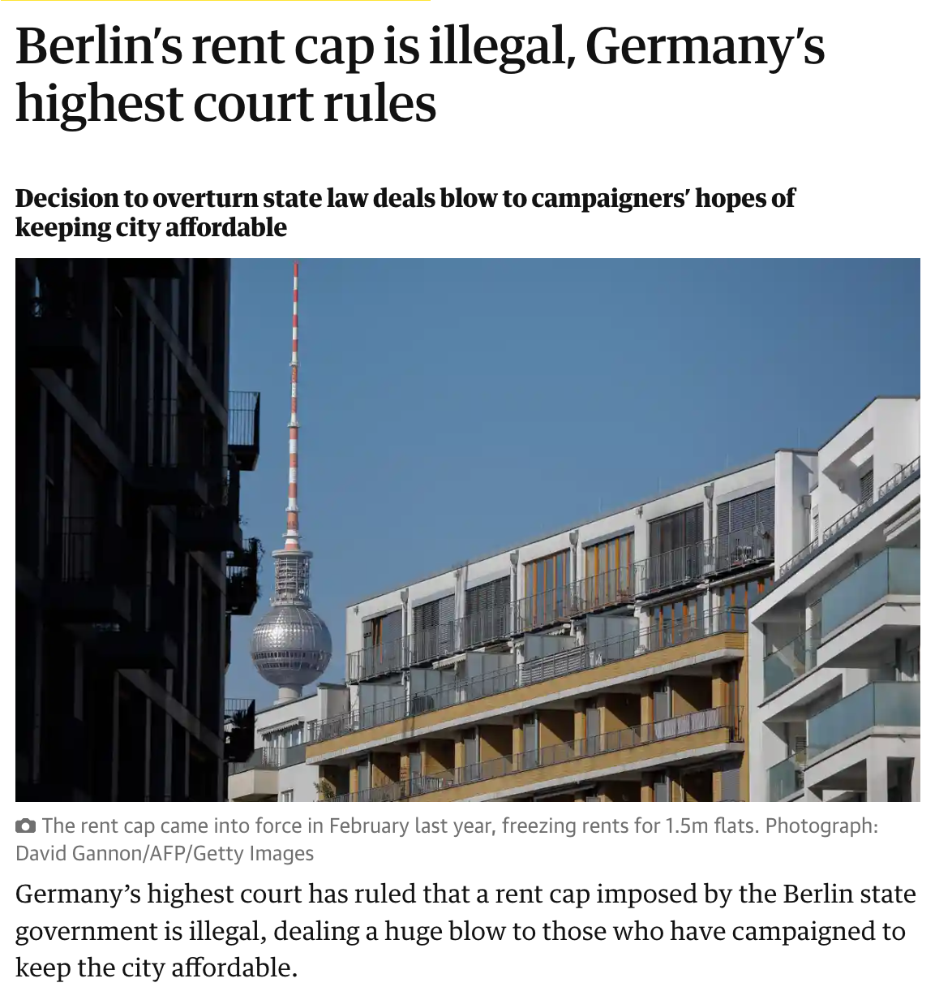 Berlin’s rent cap is illegal, Germany’s
highest court rules
Decision to overturn state law deals blow to campaigners’ hopes of
keeping city affordable
The rent cap came into force in February last year, freezing rents for 1.5m flats. Photograph:
David Gannon/AFP/Getty Images
Germany’s highest court has ruled that a rent cap imposed by the Berlin state
government is illegal, dealing a huge blow to those who have campaigned to
keep the city affordable.